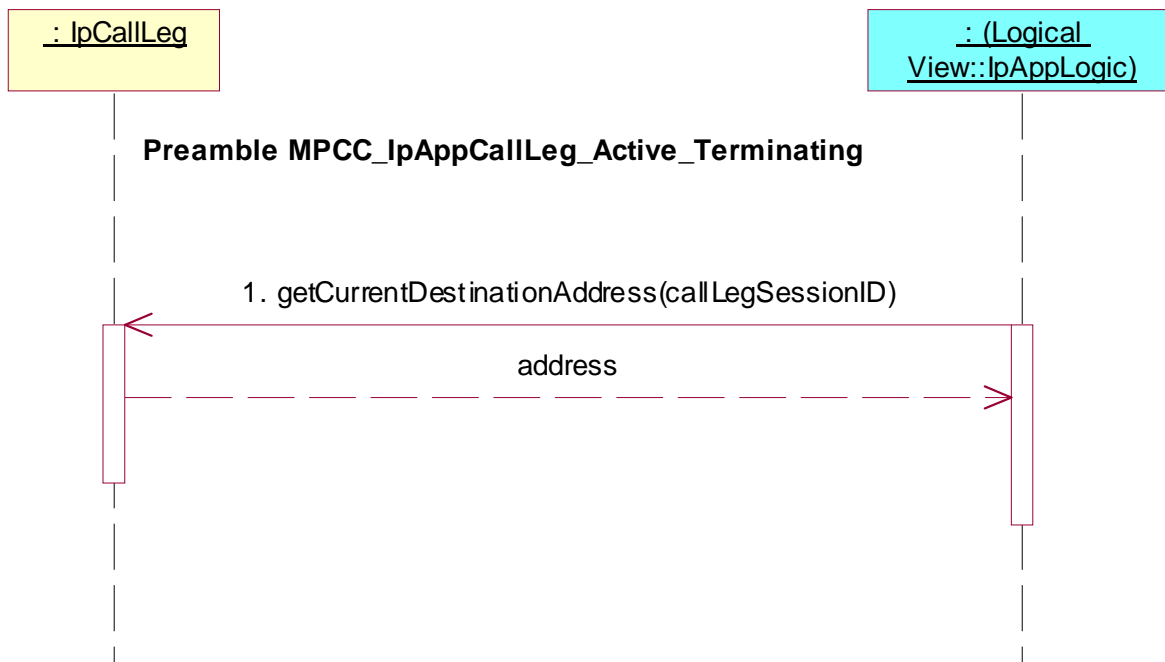 : IpCallLeg
: (Logical
View::IpAppLogic)
Preamble MPCC_IpAppCallLeg_Active_Terminating
1. getCurrentDestinationAddress(callLegSessionID)
address